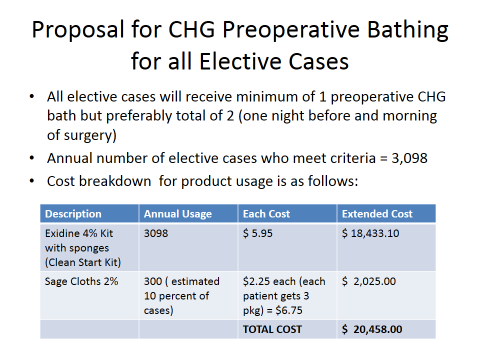 Proposal for CHG Preoperative Bathing
for all Elective Cases
• All elective cases will receive minimum of 1 preoperative CHG
bath but preferably total of 2 (one night before and morning
of surgery)
• Annual number of elective cases who meet criteria = 3,098
• Cost breakdown for product usage is as follows:
Description Annual Usage Each Cost Extended Cost
Exidine 4% Kit 3098 $ 5.95 $ 18,433.10
with sponges
(Clean Start Kit)
Sage Cloths 2% 300 ( estimated $2.25 each (each $ 2,025.00
10 percent of patient gets 3
cases) pkg) = $6.75
TOTAL COST $ 20,458.00